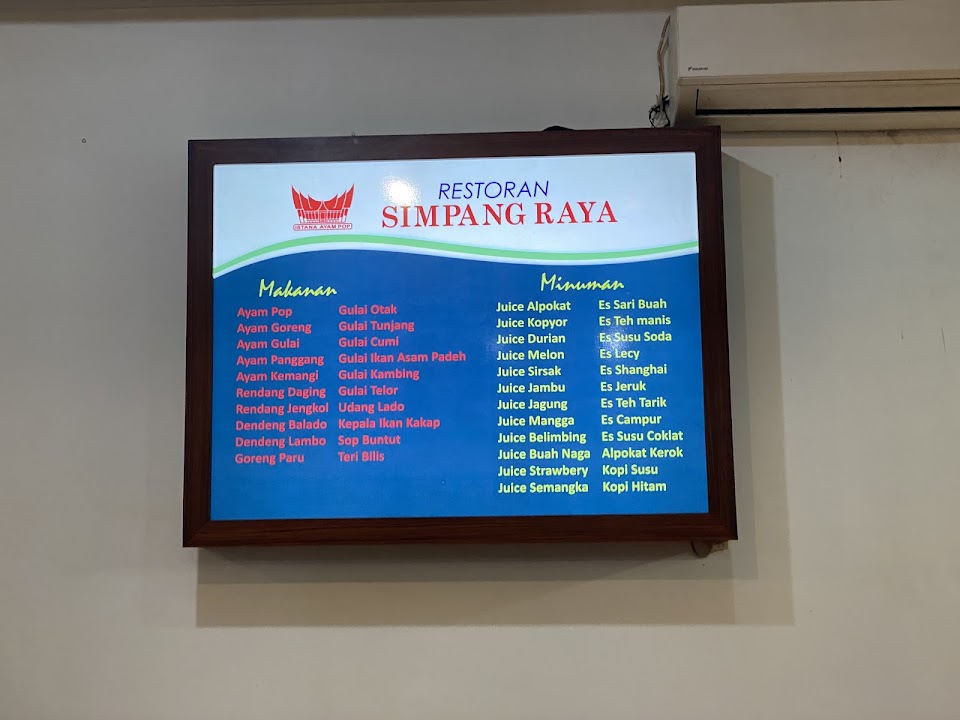 RESTORAN
SIMPANG RAYA
ISTANA AYAM POP
Makanan
Ayam Pop
Ayam Goreng
Ayam Gulai
Ayam Panggang
Ayam Kemangi
Rendang Daging
Rendang Jengkol
Dendeng Balado
Dendeng Lambo
Goreng Paru
Gulai Otak
Gulai Tunjang
Gulai Cumi
Gulai Ikan Asam Padeh
Gulai Kambing
Gulai Telor
Udang Lado
Kepala Ikan Kakap
Sop Buntut
Teri Bilis
Minuman
Juice Alpokat
Juice Kopyor
Juice Durian
Juice Melon
Juice Sirsak
Juice Jambu
Juice Jagung
Juice Mangga
Juice Belimbing
Juice Buah Naga
Juice Strawbery
Juice Semangka
Es Sari Buah
Es Teh manis
Es Susu Soda
Es Lecy
Es Shanghai
Es Jeruk
Es Teh Tarik
Es Campur
Es Susu Coklat
Alpokat Kerok
Kopi Susu
Kopi Hitam
DAIKIN